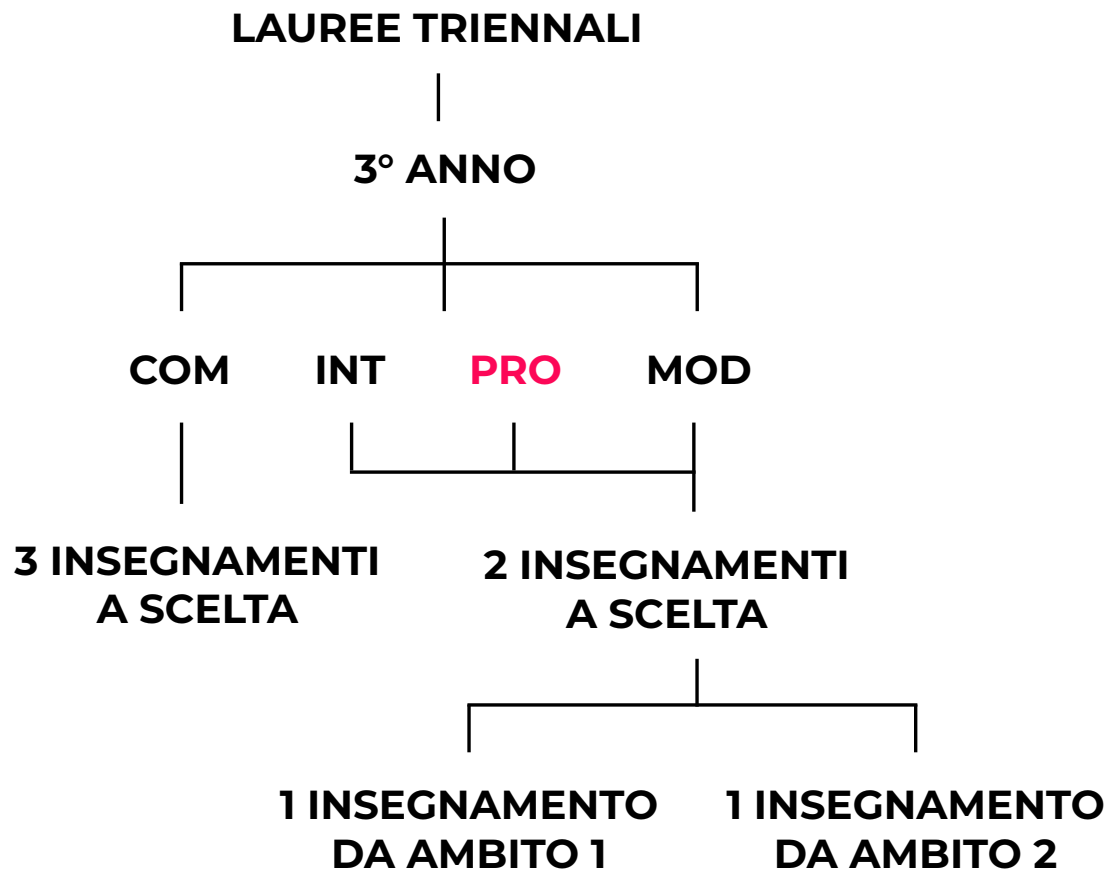 LAUREE TRIENNALI
3° ANNO
COM INT PRO MOD
3 INSEGNAMENTI
A SCELTA
2 INSEGNAMENTI
A SCELTA
1 INSEGNAMENTO
DA AMBITO 1
1 INSEGNAMENTO
DA AMBITO 2